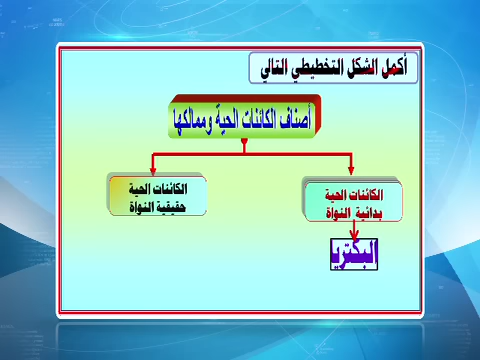 أكمل الشكل التخطيطي التالي
أصناف الكائنات الحية وممالكها
الكائنات الحية
بدائية النواة
الكائنات الحية
حقيقية النواة
البكتريا